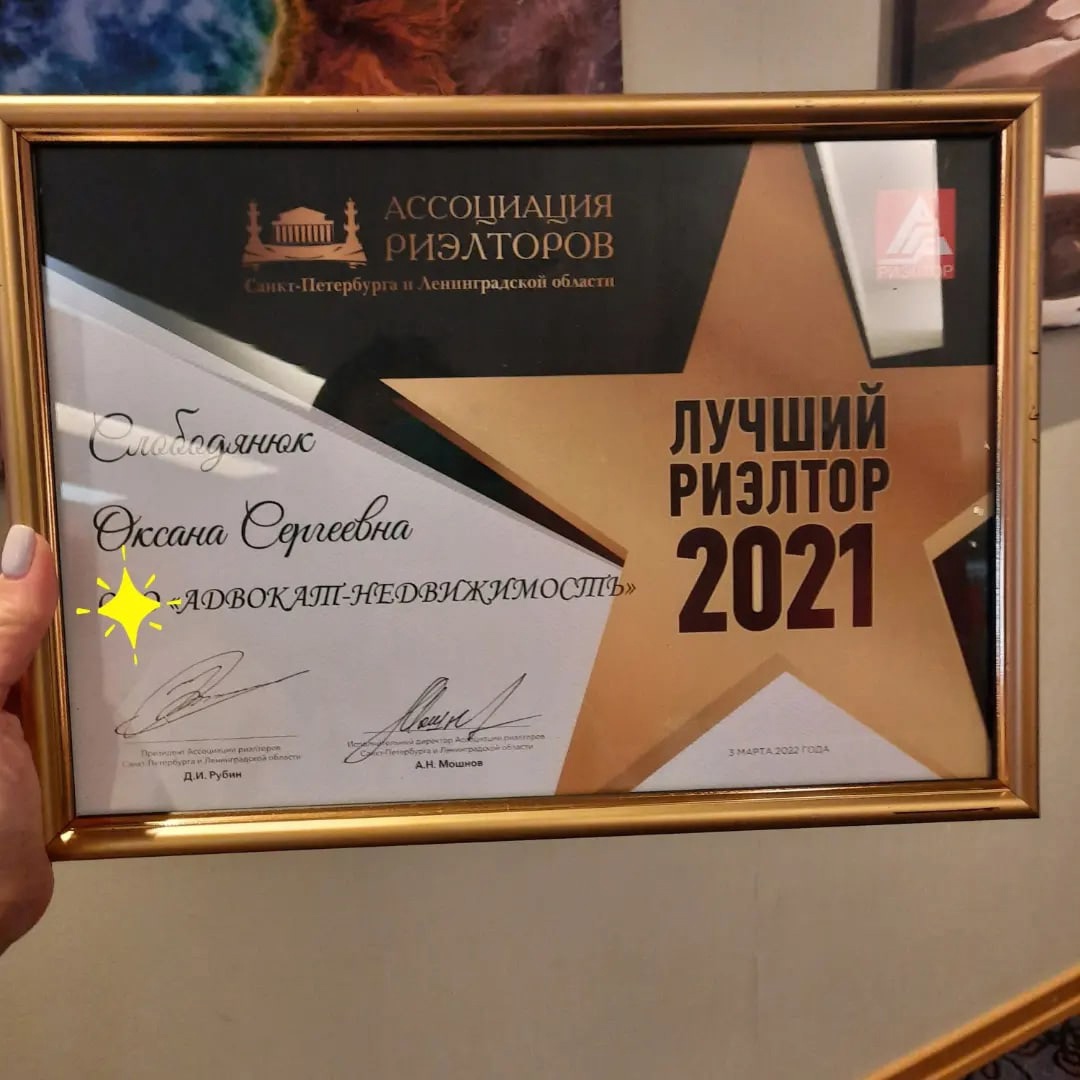 АССОЦИАЦИЯ
РИЭЛТОРОВ
Санкт-Петербурга и Ленинградской области
РИЭЛТОР
Слободянюк
Оксана Сергеевна
«АДВОКАТ-НЕДВИЖИМОСТЬ»
ЛУЧШИЙ
РИЭЛТОР
2021
Президент Ассоциации риэлторов
Санкт-Петербурга и Ленинградской области
Д.И. Рубин
Исполнительный директор Ассоциации риэлторов
Санкт-Петербурга и Ленинградской области
А.Н. Мошнов
3 МАРТА 2022 ГОДА